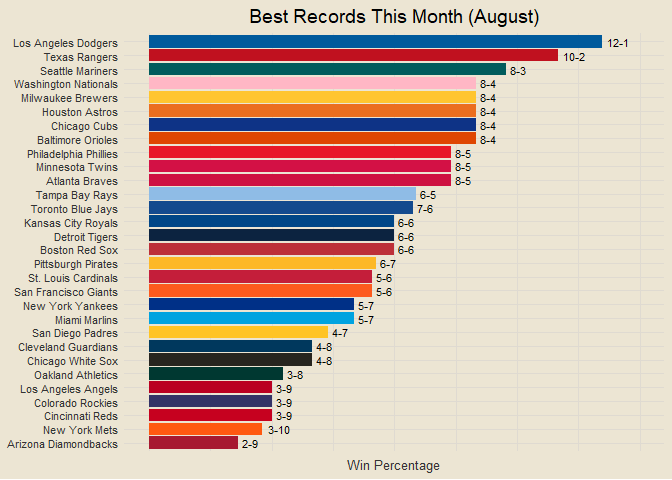 Best Records This Month (August)
Los Angeles Dodgers 12-1
Texas Rangers 10-2
Seattle Mariners 8-3
Washington Nationals 8-4
Milwaukee Brewers 8-4
Houston Astros 8-4
Chicago Cubs 8-4
Baltimore Orioles 8-4
Philadelphia Phillies 8-5
Minnesota Twins 8-5
Atlanta Braves 8-5
Tampa Bay Rays 6-5
Toronto Blue Jays 7-6
Kansas City Royals 6-6
Detroit Tigers 6-6
Boston Red Sox 6-6
Pittsburgh Pirates 6-7
St. Louis Cardinals 5-6
San Francisco Giants 5-6
New York Yankees 5-7
Miami Marlins 5-7
San Diego Padres 4-7
Cleveland Guardians 4-8
Chicago White Sox 4-8
Oakland Athletics 3-8
Los Angeles Angels 3-9
Colorado Rockies 3-9
Cincinnati Reds 3-9
New York Mets 3-10
Arizona Diamondbacks 2-9
Win Percentage